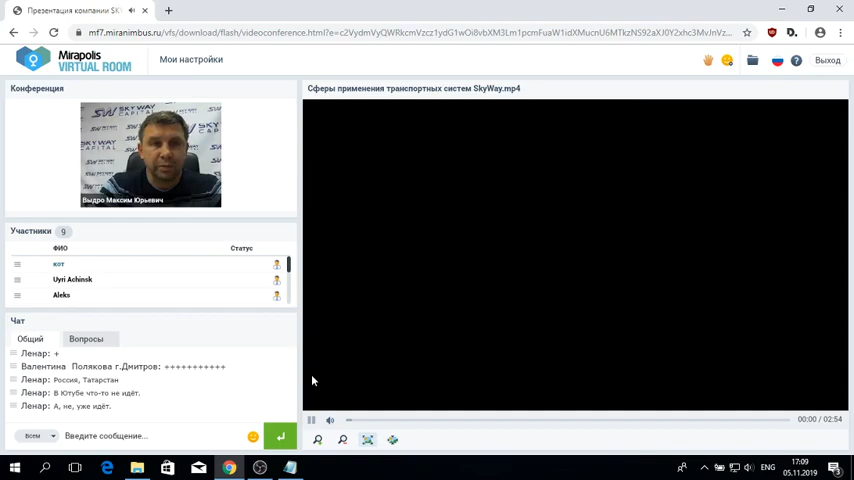 Презентация компании SKY
mf7.miranimbus.ru/vfs/download/flash/videoconference.html?e=
Mirapolis
VIRTUAL ROOM
Мои настройки
Выход
Конференция
Сферы применения транспортных систем SkyWay.mp4
SKYWAY
CAPITAL
Выдро Максим Юрьевич
Участники 9
ФИО Статус
кот
Uyri Achinsk
Aleks
Чат
Общий Вопросы
Ленар: +
Валентина Полякова г.Дмитров: +++++++++++
Ленар: Россия, Татарстан
Ленар: В Ютубе что-то не идёт.
Ленар: А, не, уже идёт.
Всем Введите сообщение...
00:00 / 02:54
ENG
17:09
05.11.2019
3